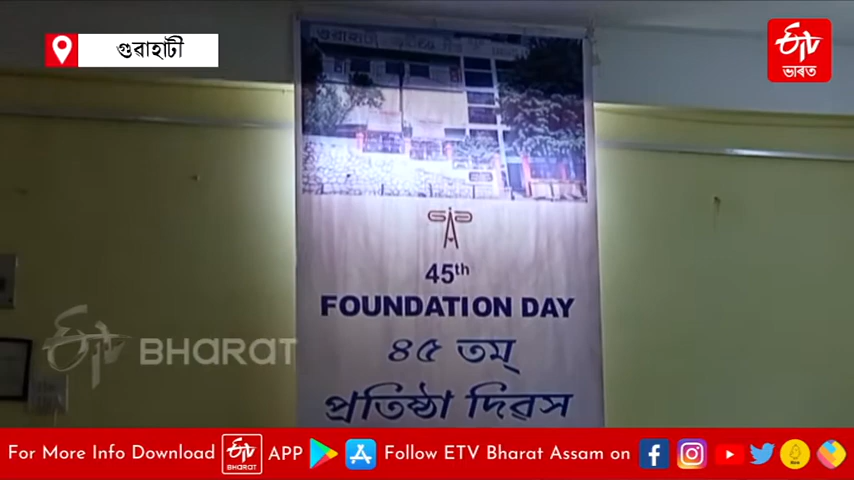 গুৱাহাটী
ভাৰত
45th
FOUNDATION DAY
৪৫ তম্
প্ৰতিষ্ঠা দিৱস
BHARAT
For More Info Download BHARAT APP Follow ETV Bharat Assam on